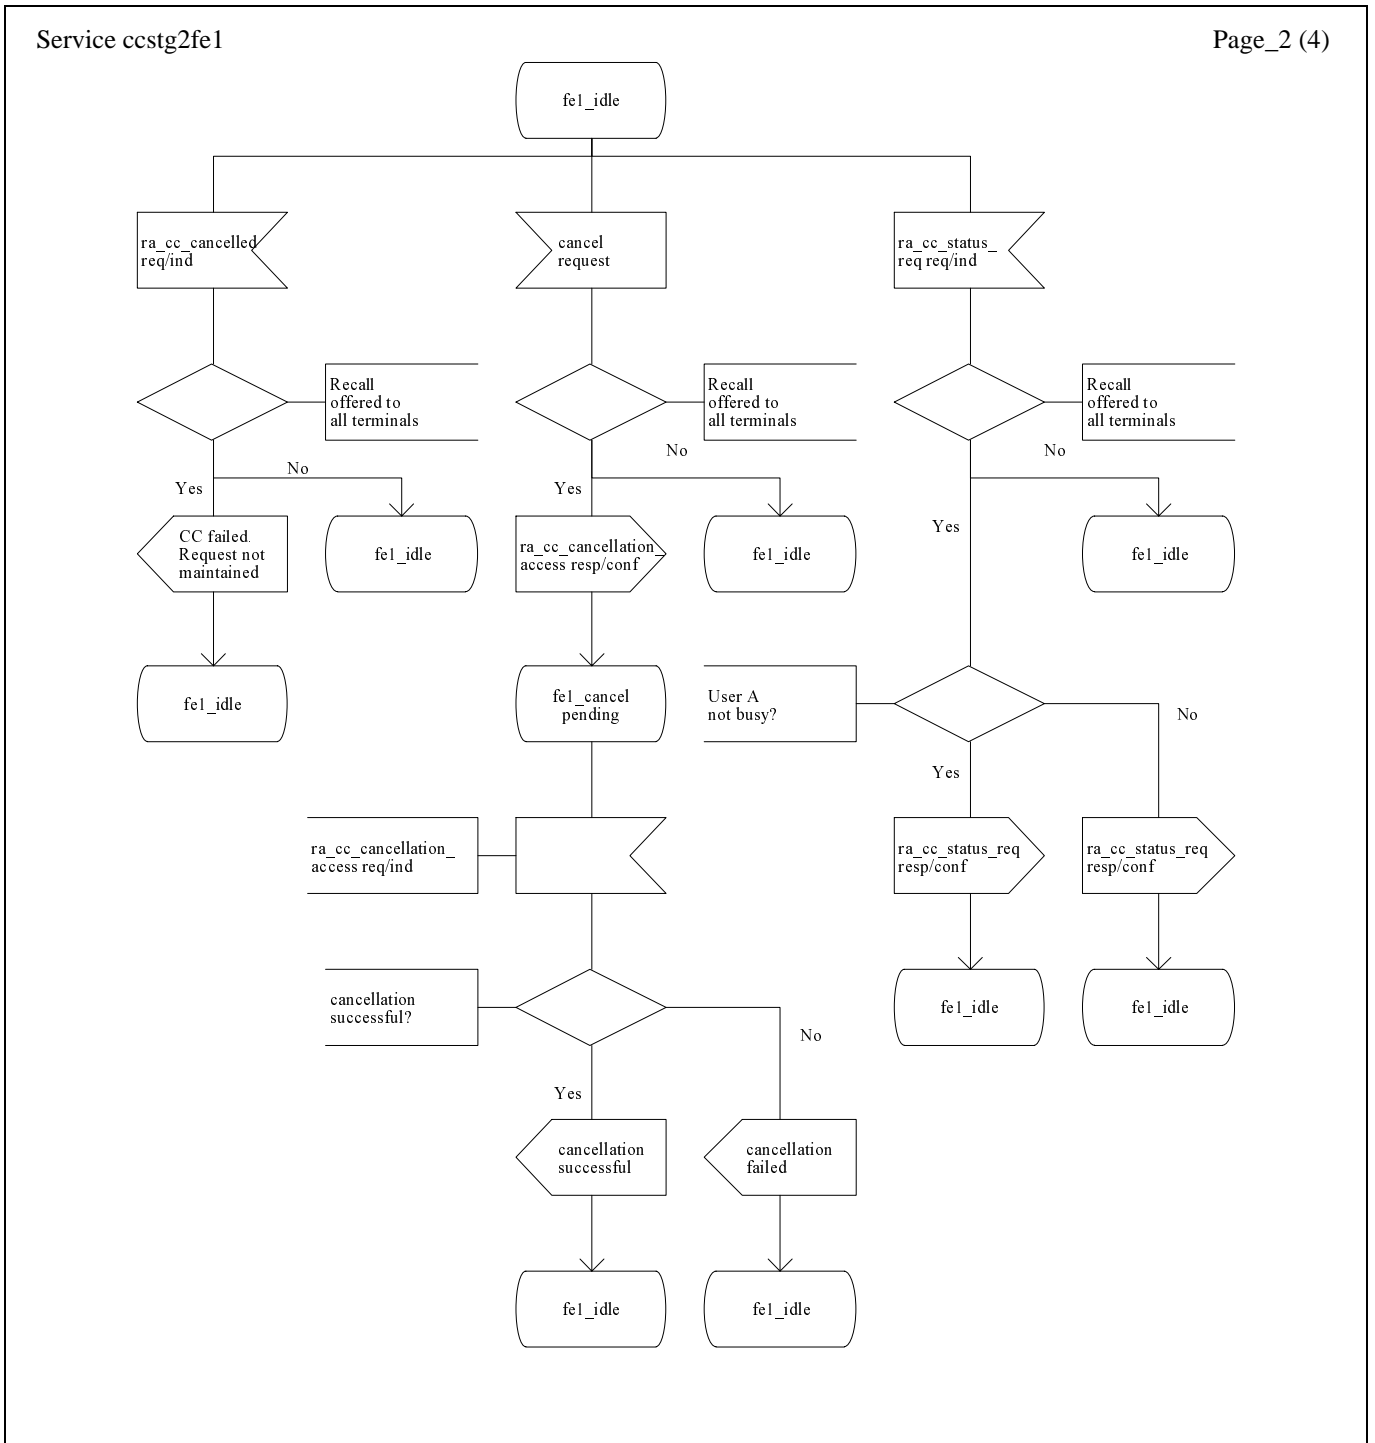 Service ccstg2fe1
Page_2 (4)
fe1_idle
ra_cc_cancelled
req/ind
cancel
request
ra_cc_status_
req req/ind
Recall
offered to
all terminals
Recall
offered to
all terminals
Recall
offered to
all terminals
No
Yes
No
Yes
No
Yes
CC failed.
Request not
maintained
fe1_idle
ra_cc_cancellation_
access resp/conf
fe1_idle
fe1_idle
fe1_idle
fe1_cancel
pending
User A
not busy?
No
Yes
ra_cc_cancellation_
access req/ind
ra_cc_status_req
resp/conf
ra_cc_status_req
resp/conf
cancellation
successful?
No
Yes
fe1_idle
fe1_idle
cancellation
successful
cancellation
failed
fe1_idle
fe1_idle